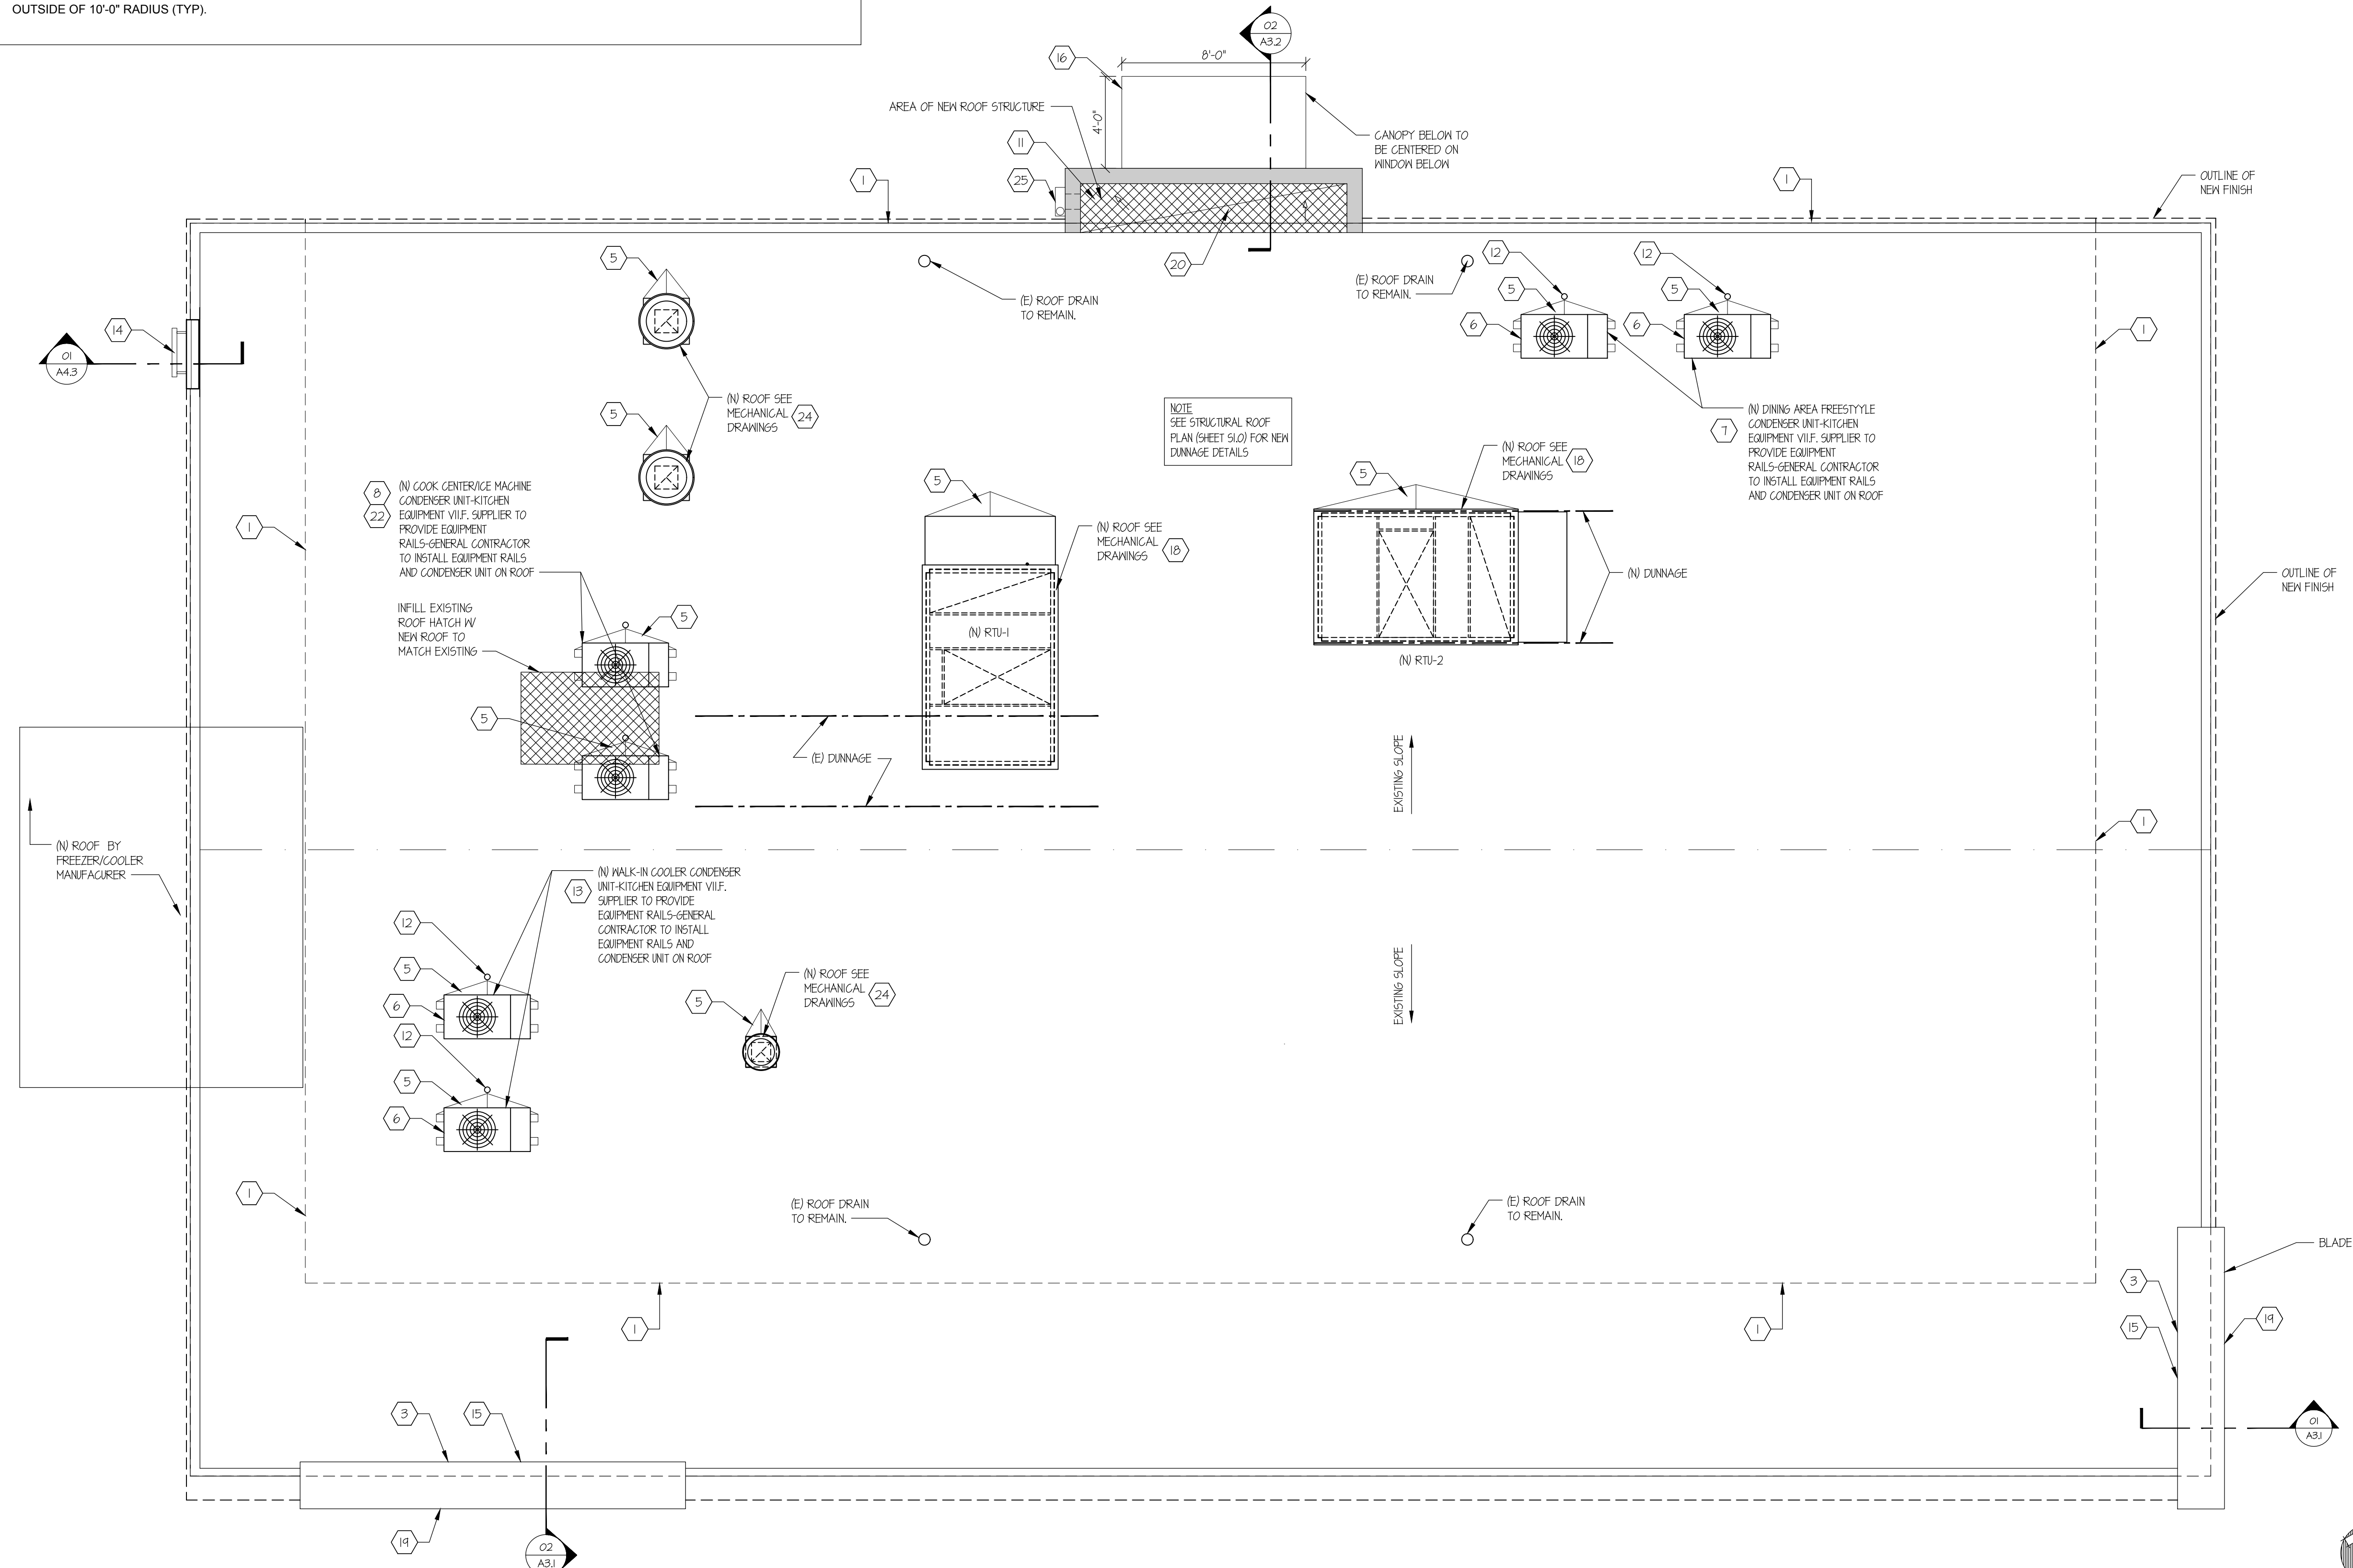 OUTSIDE OF 10'-0" RADIUS (TYP).
02
A3.2
16
8'-0"
AREA OF NEW ROOF STRUCTURE
4'-0"
11
CANOPY BELOW TO
BE CENTERED ON
WINDOW BELOW
25
1
1
OUTLINE OF
NEW FINISH
20
5
12
12
(E) ROOF DRAIN
TO REMAIN.
(E) ROOF DRAIN
TO REMAIN.
5
5
6
6
14
01
A4.3
1
5
(N) ROOF SEE
MECHANICAL
DRAWINGS
24
NOTE
SEE STRUCTURAL ROOF
PLAN (SHEET S1.0) FOR NEW
DUNNAGE DETAILS
7
(N) DINING AREA FREESTYYLE
CONDENSER UNIT-KITCHEN
EQUIPMENT V.I.F. SUPPLIER TO
PROVIDE EQUIPMENT
RAILS-GENERAL CONTRACTOR
TO INSTALL EQUIPMENT RAILS
AND CONDENSER UNIT ON ROOF
(N) ROOF SEE
MECHANICAL
DRAWINGS
18
5
5
8
22
(N) COOK CENTER/ICE MACHINE
CONDENSER UNIT-KITCHEN
EQUIPMENT V.I.F. SUPPLIER TO
PROVIDE EQUIPMENT
RAILS-GENERAL CONTRACTOR
TO INSTALL EQUIPMENT RAILS
AND CONDENSER UNIT ON ROOF
1
(N) ROOF SEE
MECHANICAL
DRAWINGS
18
(N) DUNNAGE
OUTLINE OF
NEW FINISH
INFILL EXISTING
ROOF HATCH W/
NEW ROOF TO
MATCH EXISTING
5
(N) RTU-1
(N) RTU-2
5
(E) DUNNAGE
EXISTING SLOPE
1
(N) ROOF BY
FREEZER/COOLER
MANUFACURER
13
(N) WALK-IN COOLER CONDENSER
UNIT-KITCHEN EQUIPMENT V.I.F.
SUPPLIER TO PROVIDE
EQUIPMENT RAILS-GENERAL
CONTRACTOR TO INSTALL
EQUIPMENT RAILS AND
CONDENSER UNIT ON ROOF
12
5
6
12
5
6
5
(N) ROOF SEE
MECHANICAL
DRAWINGS
24
EXISTING SLOPE
1
(E) ROOF DRAIN
TO REMAIN.
(E) ROOF DRAIN
TO REMAIN.
BLADE
3
15
19
1
1
3
15
01
A3.1
19
02
A3.1